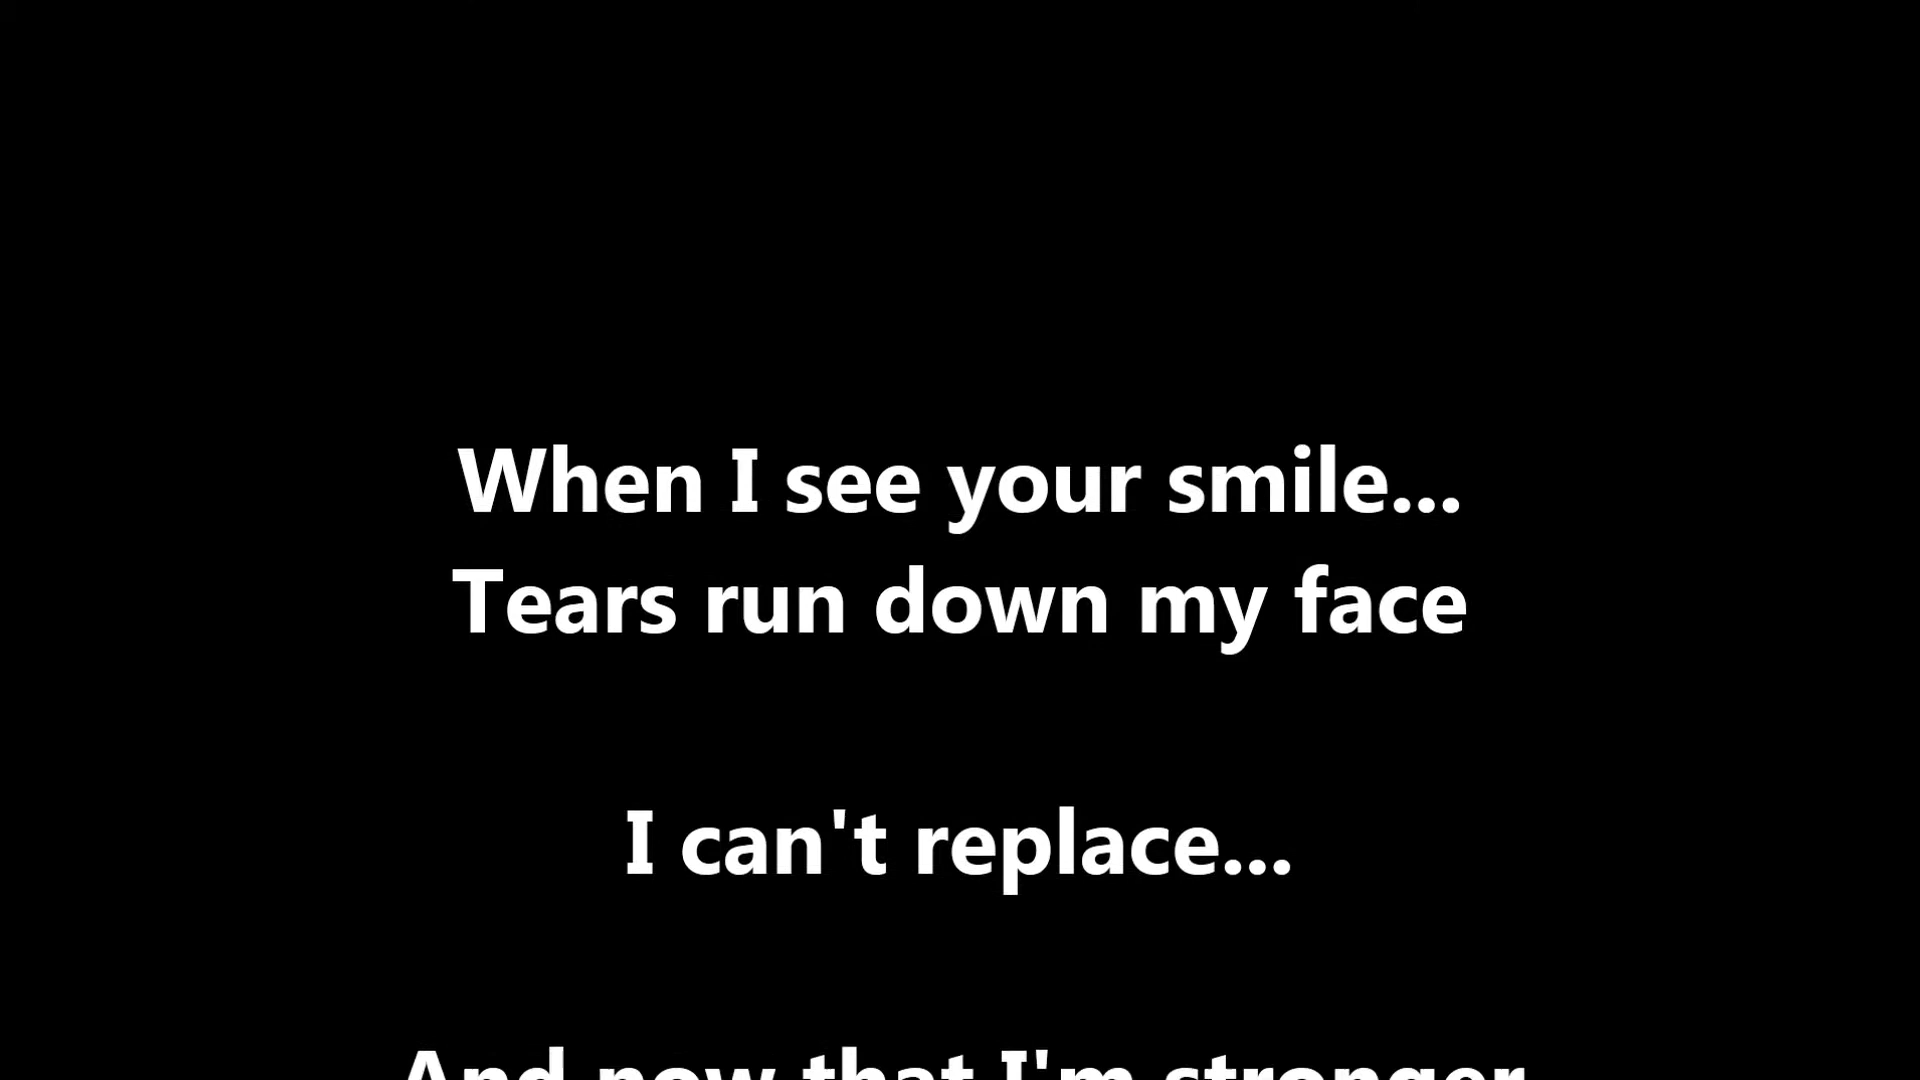 When I see your smile...
Tears run down my face
I can't replace...
And now that I'm stronger